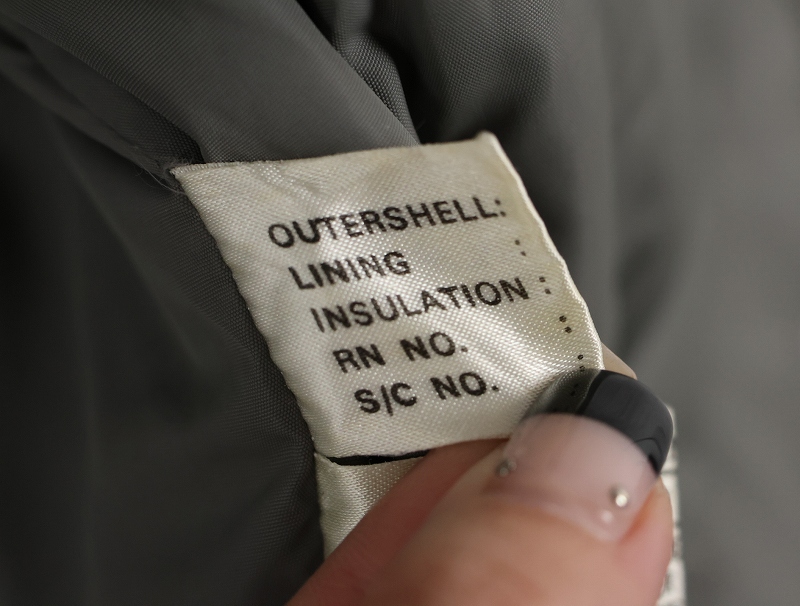 OUTERSHELL:
LINING :
INSULATION :
RN NO. :
S/C NO. :